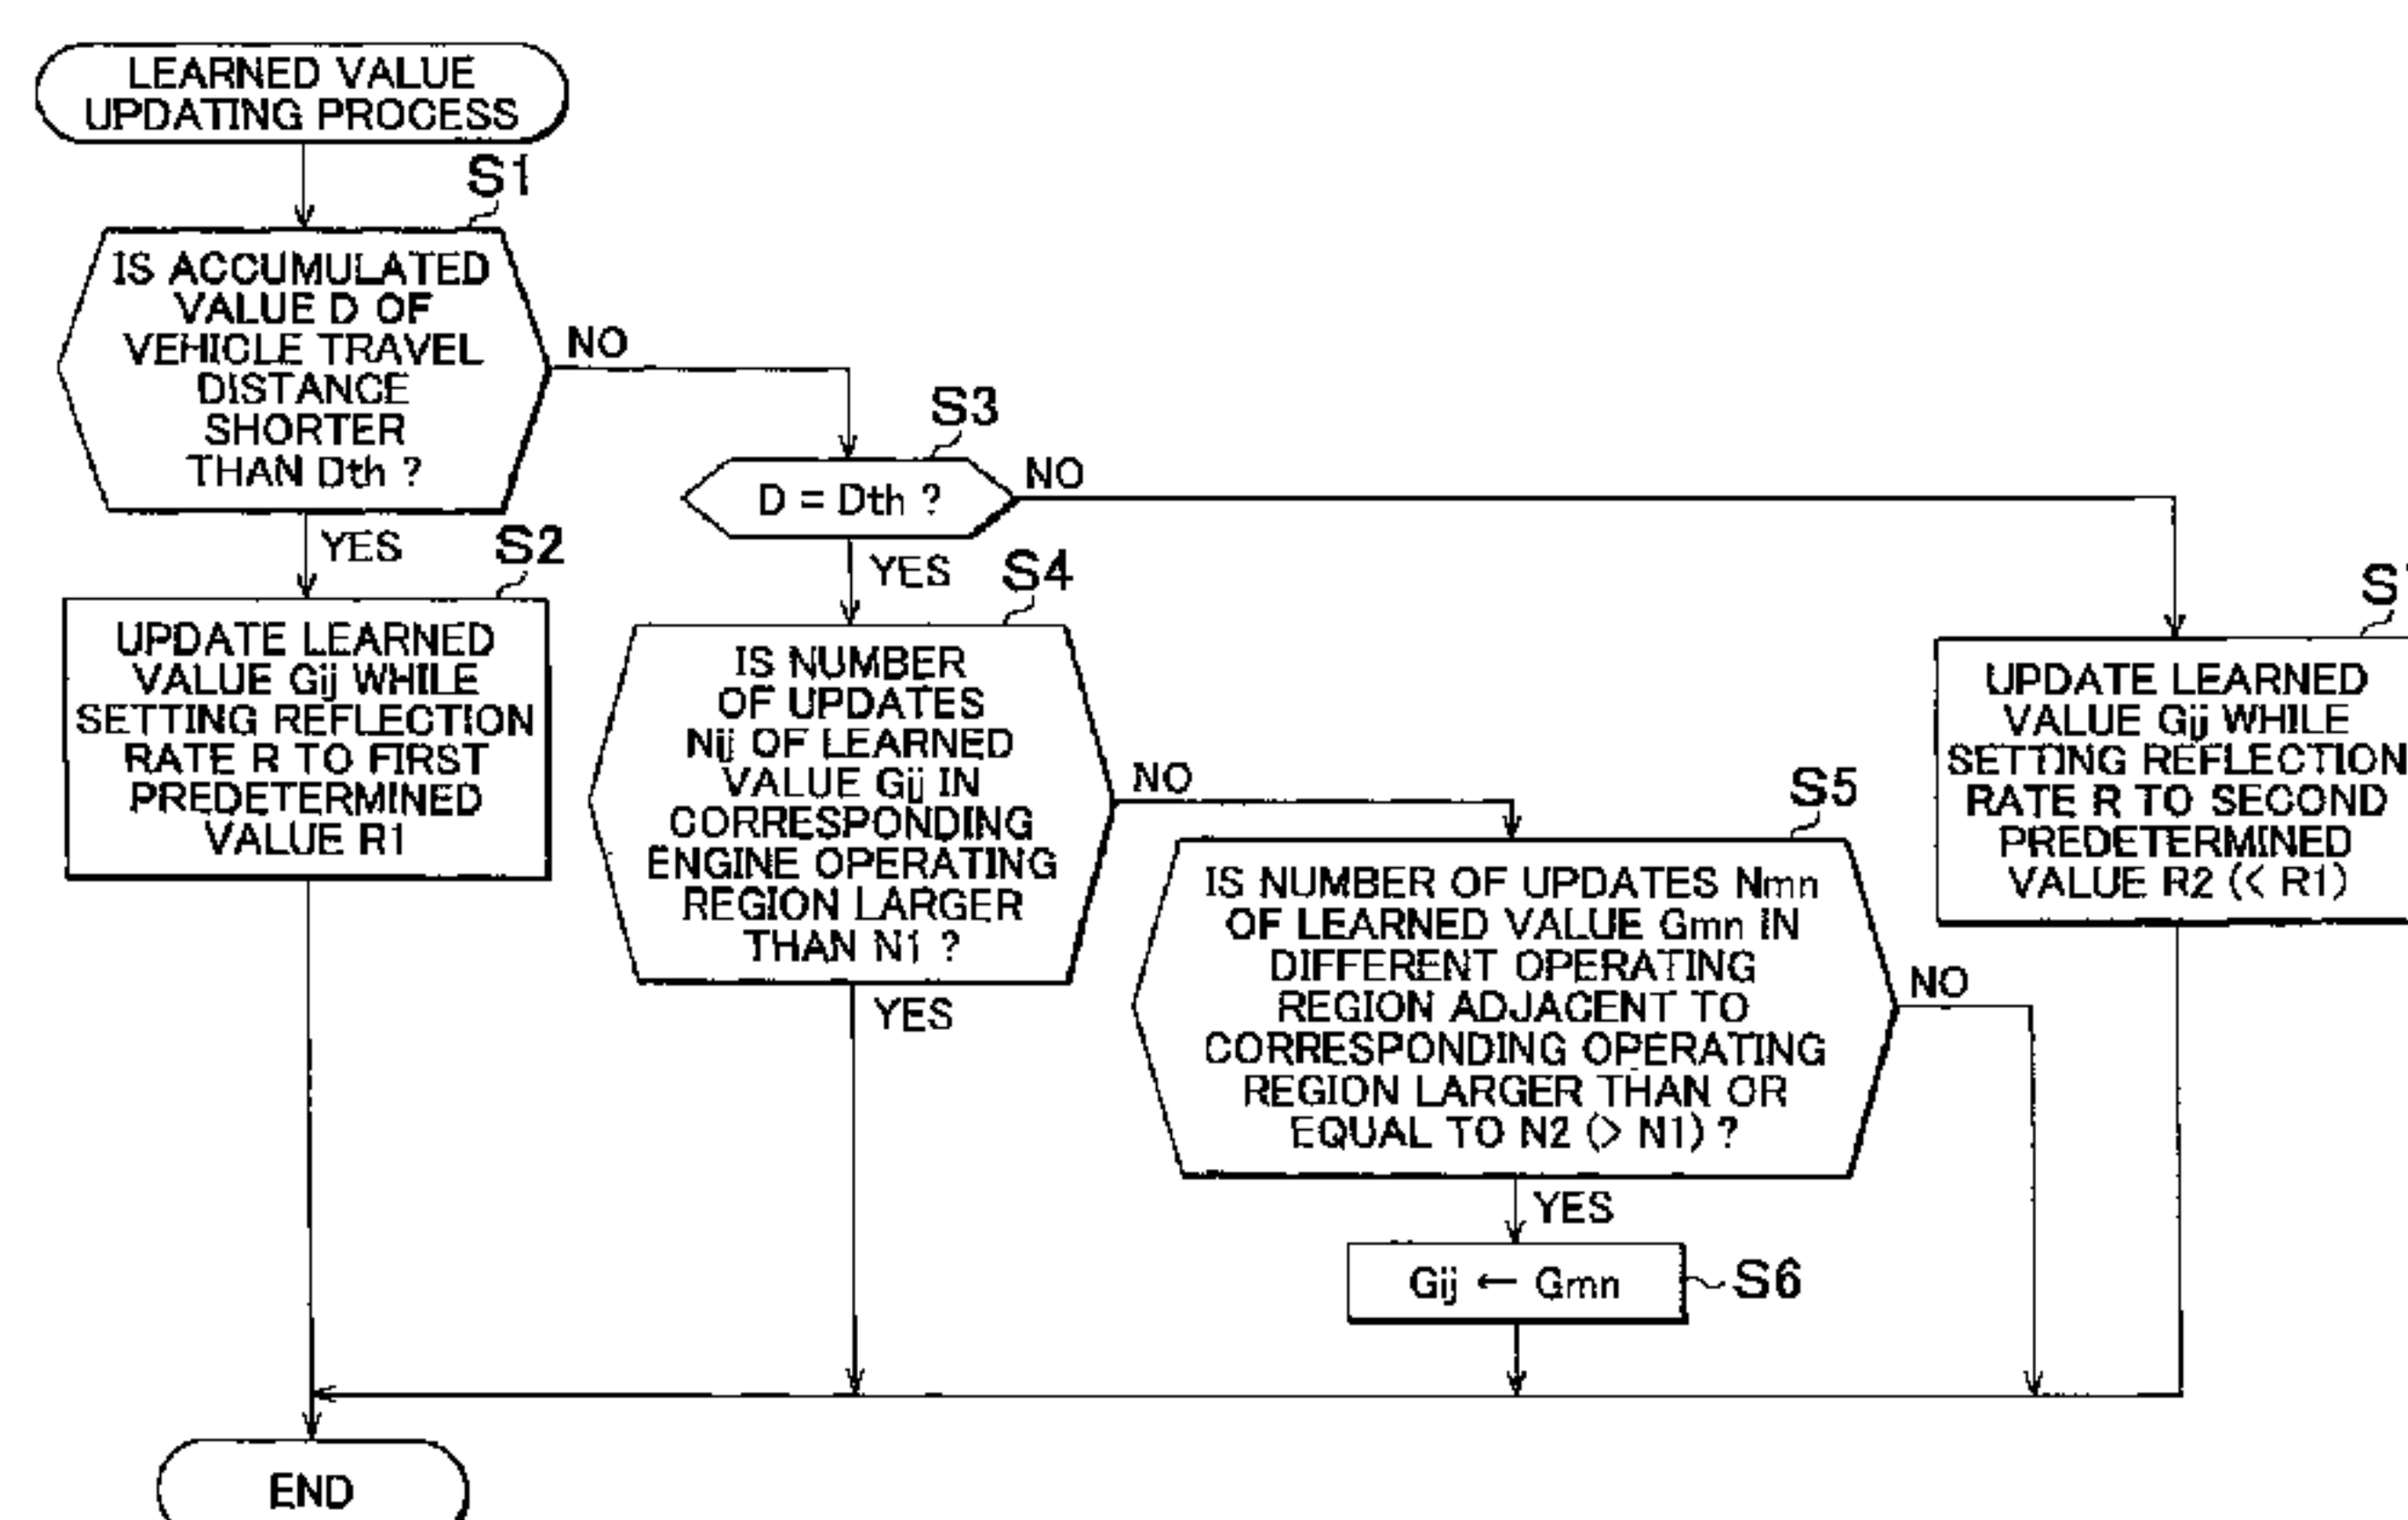 LEARNED VALUE
UPDATING PROCESS
S1
IS ACCUMULATED
VALUE D OF
VEHICLE TRAVEL
DISTANCE
SHORTER
THAN Dth ?
NO
YES
S2
UPDATE LEARNED
VALUE Gij WHILE
SETTING REFLECTION
RATE R TO FIRST
PREDETERMINED
VALUE R1
S3
D = Dth ?
NO
YES
S4
IS NUMBER
OF UPDATES
Nij OF LEARNED
VALUE Gij IN
CORRESPONDING
ENGINE OPERATING
REGION LARGER
THAN N1 ?
NO
YES
S5
IS NUMBER OF UPDATES Nmn
OF LEARNED VALUE Gmn IN
DIFFERENT OPERATING
REGION ADJACENT TO
CORRESPONDING OPERATING
REGION LARGER THAN OR
EQUAL TO N2 (> N1) ?
NO
YES
Gij ← Gmn
S6
UPDATE LEARNED
VALUE Gij WHILE
SETTING REFLECTION
RATE R TO SECOND
PREDETERMINED
VALUE R2 (< R1)
END